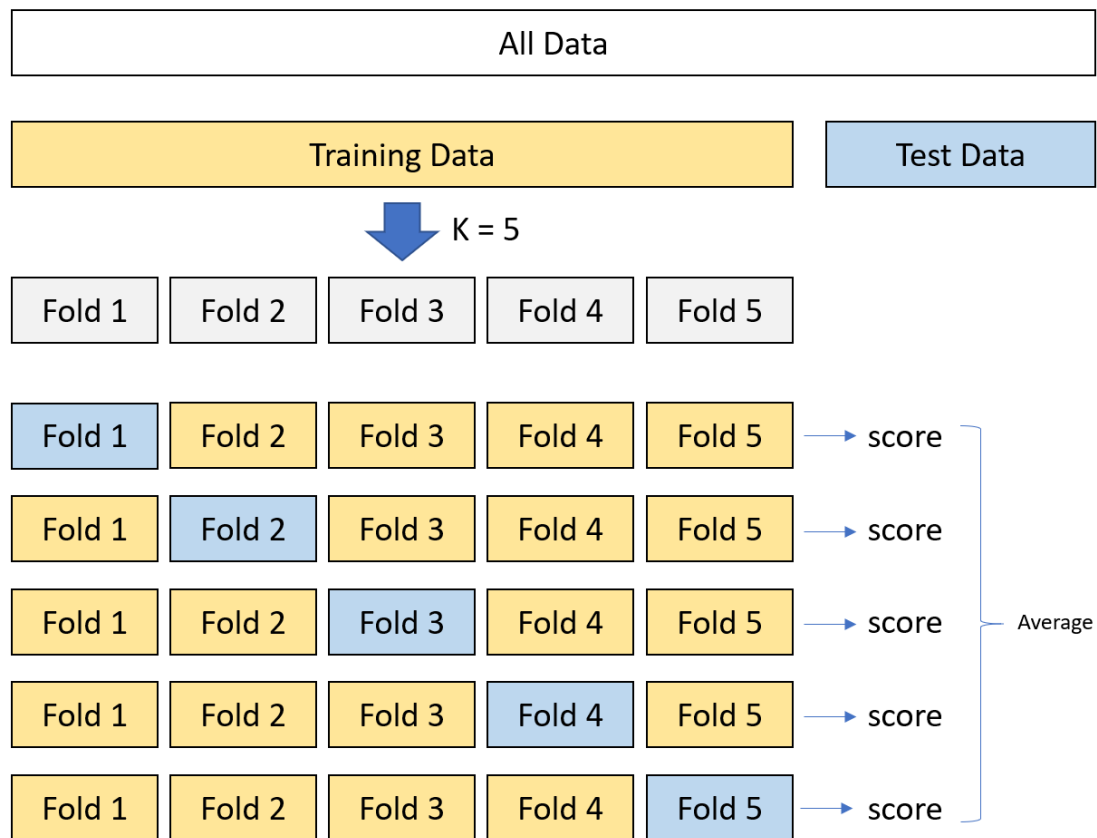 All Data
Training Data Test Data
K = 5
Fold 1 Fold 2 Fold 3 Fold 4 Fold 5
Fold 1 Fold 2 Fold 3 Fold 4 Fold 5 score
Fold 1 Fold 2 Fold 3 Fold 4 Fold 5 score
Fold 1 Fold 2 Fold 3 Fold 4 Fold 5 score Average
Fold 1 Fold 2 Fold 3 Fold 4 Fold 5 score
Fold 1 Fold 2 Fold 3 Fold 4 Fold 5 score